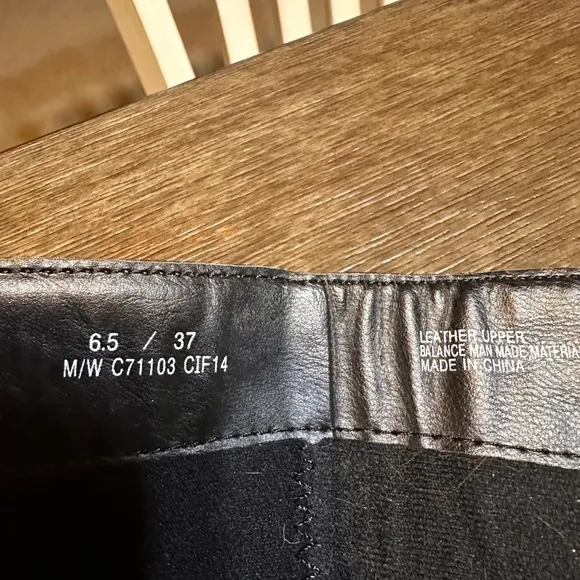 6.5 / 37
M/W C71103 CIF14
LEATHER UPPER
BALANCE MAN MADE MATERIA
MADE IN CHINA